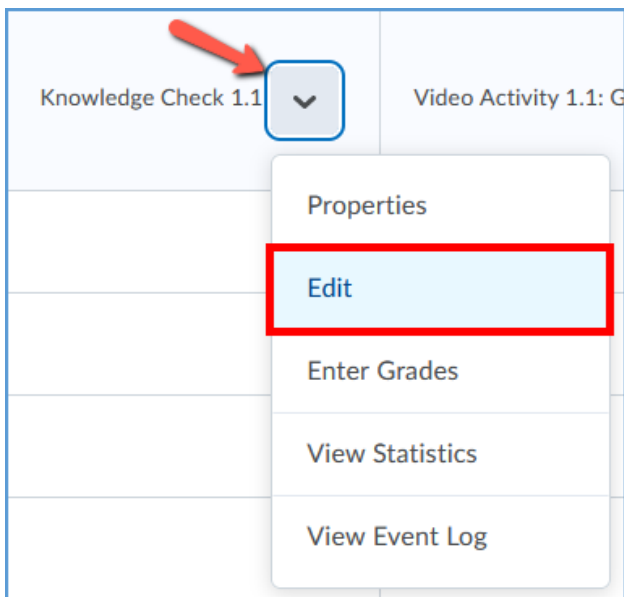 Knowledge Check 1.1
Video Activity 1.1: G
Properties
Edit
Enter Grades
View Statistics
View Event Log